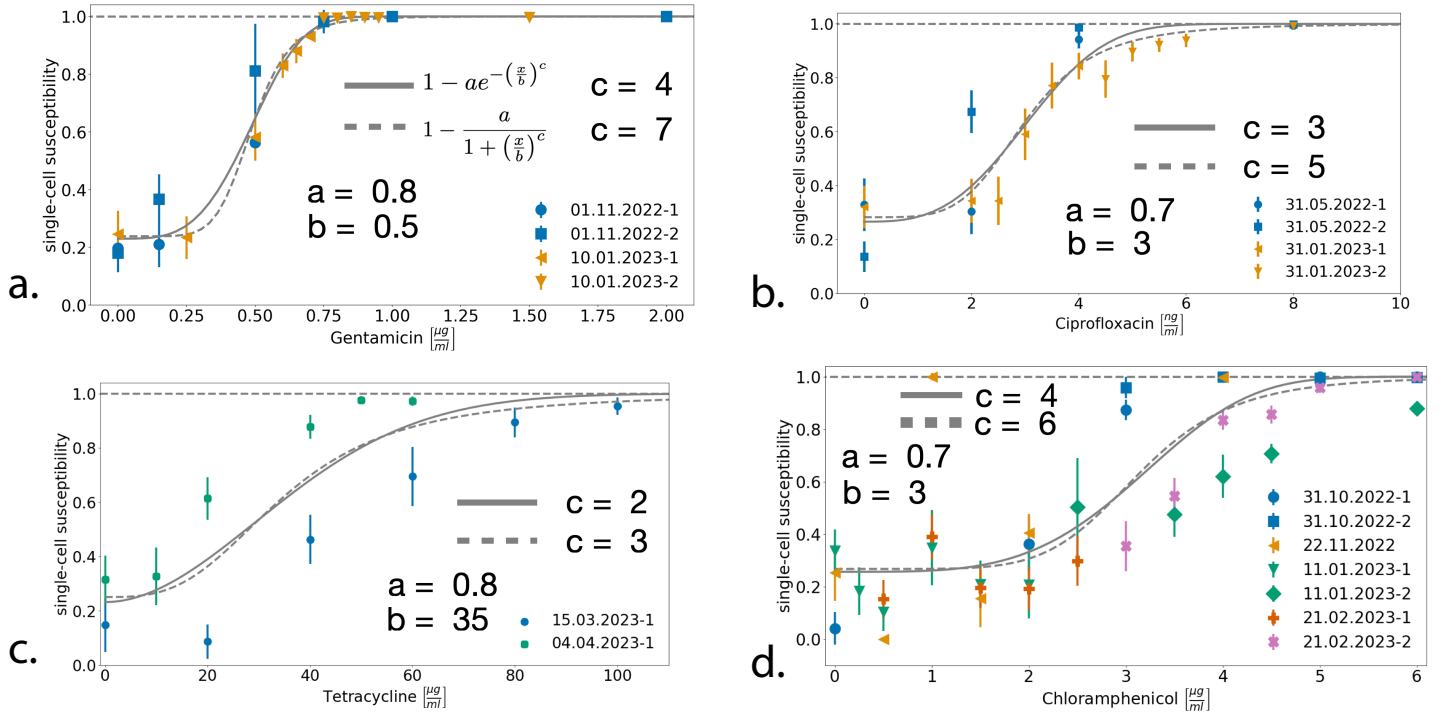 single-cell susceptibility
1.0
0.8
0.6
0.4
0.2
0.0
1 − ae^{−(x/b)^c} c = 4
1 − a/(1 + (x/b)^c) c = 7
a = 0.8
b = 0.5
01.11.2022-1
01.11.2022-2
10.01.2023-1
10.01.2023-2
0.00 0.25 0.50 0.75 1.00 1.25 1.50 1.75 2.00
Gentamicin [μg/ml]
a.
single-cell susceptibility
1.0
0.8
0.6
0.4
0.2
0.0
c = 3
c = 5
a = 0.7
b = 3
31.05.2022-1
31.05.2022-2
31.01.2023-1
31.01.2023-2
0 2 4 6 8 10
Ciprofloxacin [ng/ml]
b.
single-cell susceptibility
1.0
0.8
0.6
0.4
0.2
0.0
c = 2
c = 3
a = 0.8
b = 35
15.03.2023-1
04.04.2023-1
0 20 40 60 80 100
Tetracycline [μg/ml]
c.
single-cell susceptibility
1.0
0.8
0.6
0.4
0.2
0.0
c = 4
c = 6
a = 0.7
b = 3
31.10.2022-1
31.10.2022-2
22.11.2022
11.01.2023-1
11.01.2023-2
21.02.2023-1
21.02.2023-2
0 1 2 3 4 5 6
Chloramphenicol [μg/ml]
d.